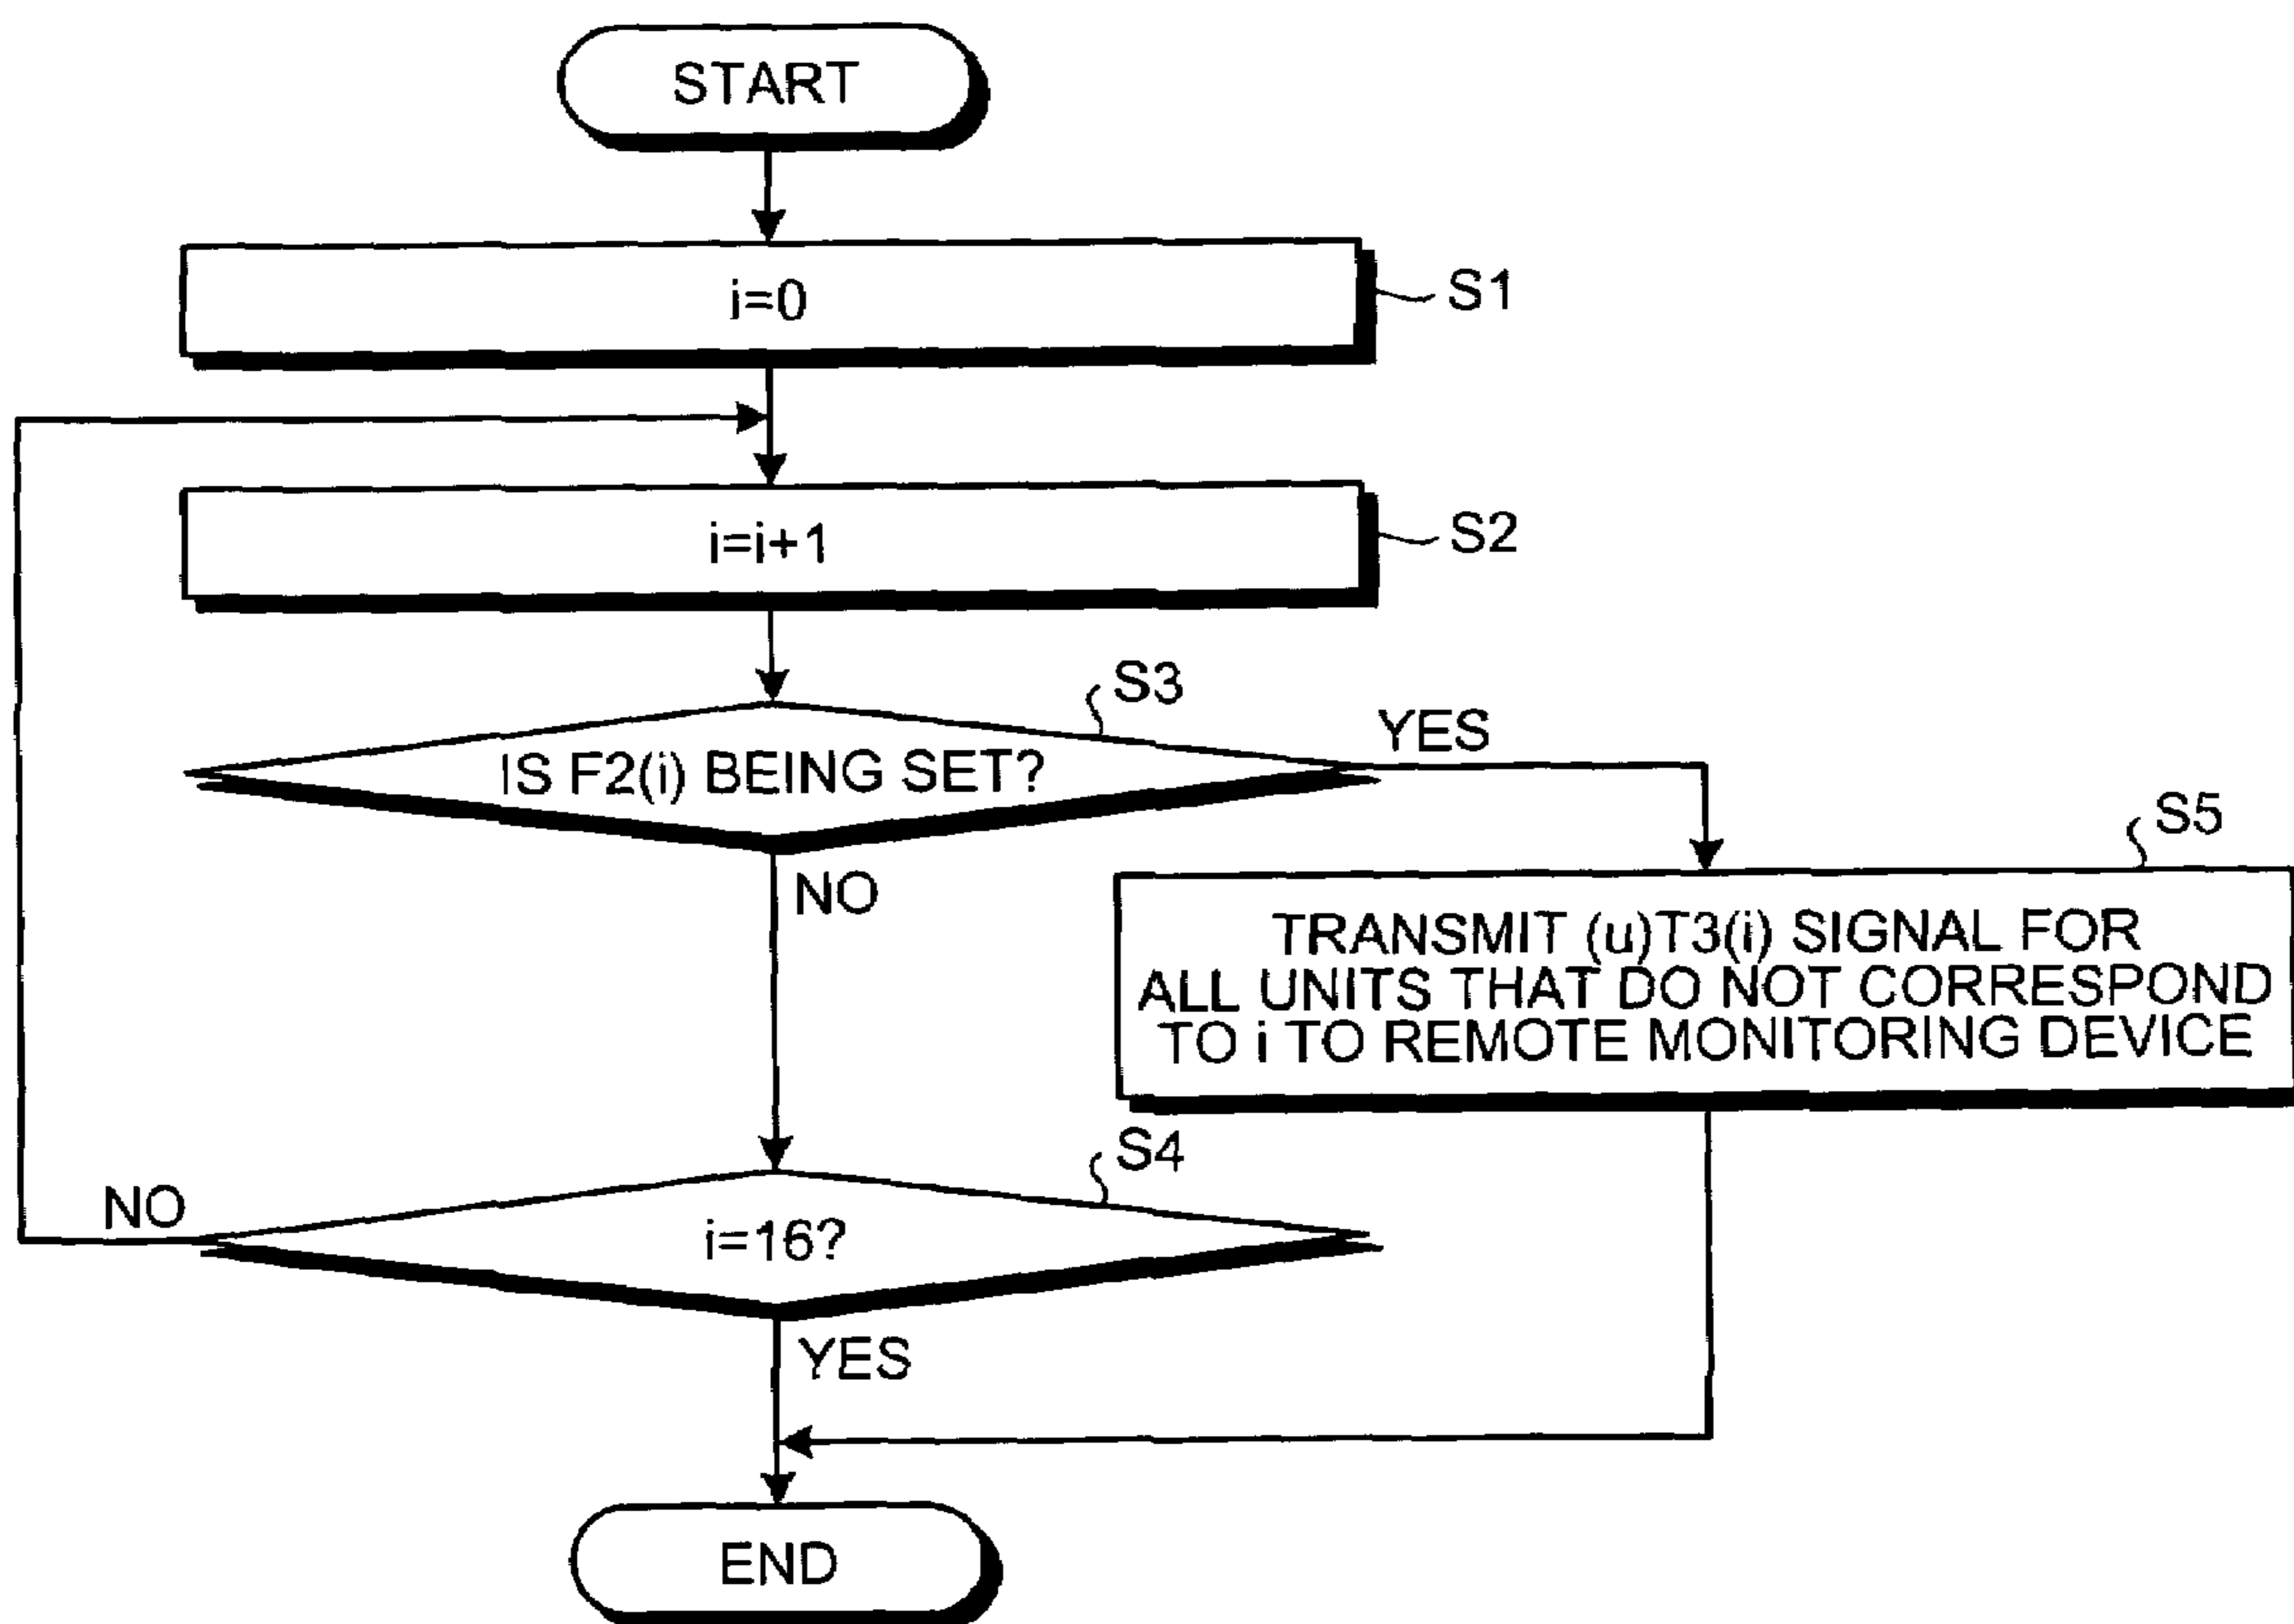 START
i=0
S1
i=i+1
S2
S3
IS F2(i) BEING SET?
YES
NO
S5
TRANSMIT (u)T3(i) SIGNAL FOR
ALL UNITS THAT DO NOT CORRESPOND
TO i TO REMOTE MONITORING DEVICE
S4
NO
i=16?
YES
END